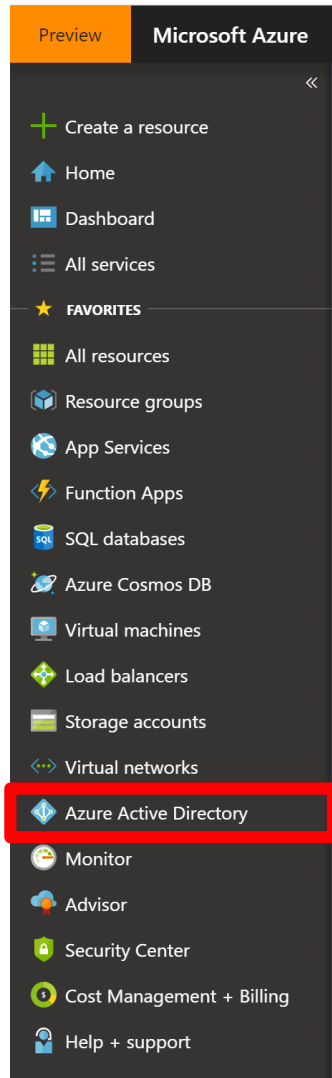 Preview Microsoft Azure
«
Create a resource
Home
Dashboard
All services
FAVORITES
All resources
Resource groups
App Services
Function Apps
SQL databases
Azure Cosmos DB
Virtual machines
Load balancers
Storage accounts
Virtual networks
Azure Active Directory
Monitor
Advisor
Security Center
Cost Management + Billing
Help + support